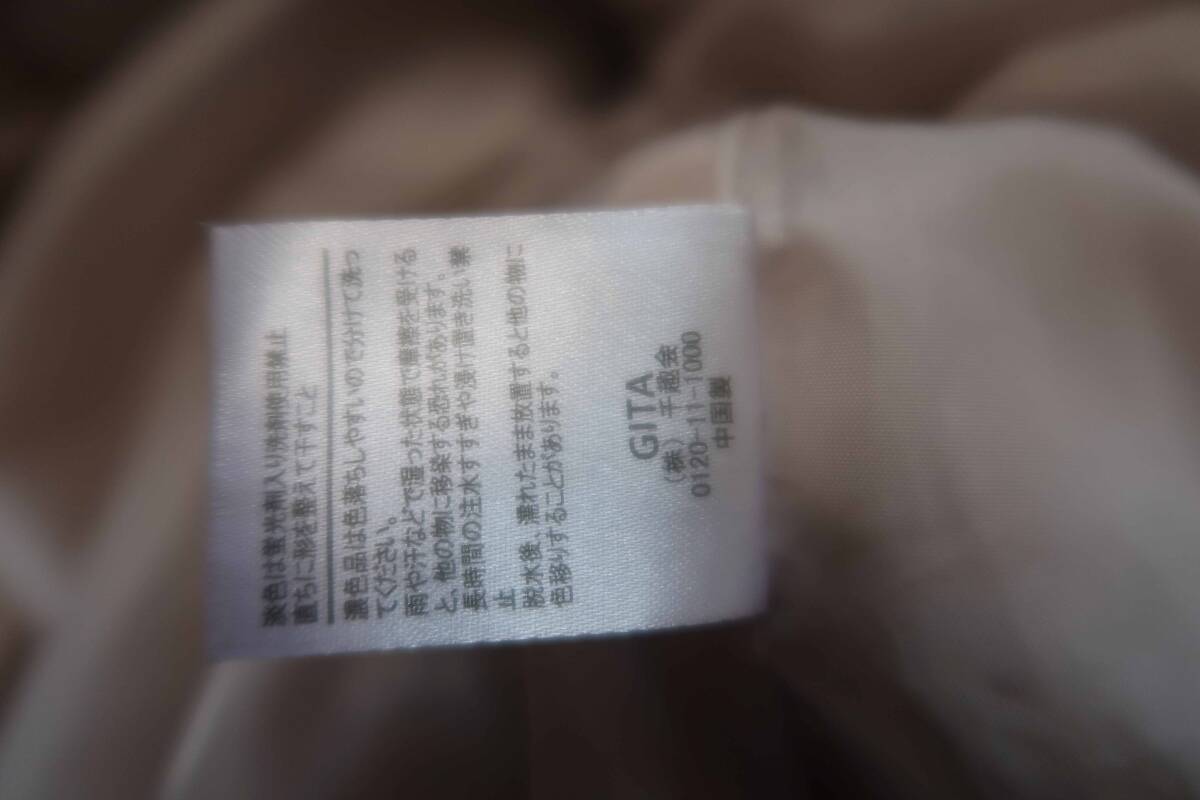 淡色は蛍光剤入り洗剤使用禁止
直ちに形を整えて干すこと
濃色品は色落ちしやすいので分けて洗っ
てください。
雨や汗などで湿った状態で摩擦を受ける
と、他の物に移染する恐れがあります。
長時間の注水すすぎや浸け置き洗い禁
止
脱水後、濡れたまま放置すると他の物に
色移りすることがあります。
GITA
（株）千趣会
0120-11-1000
中国製